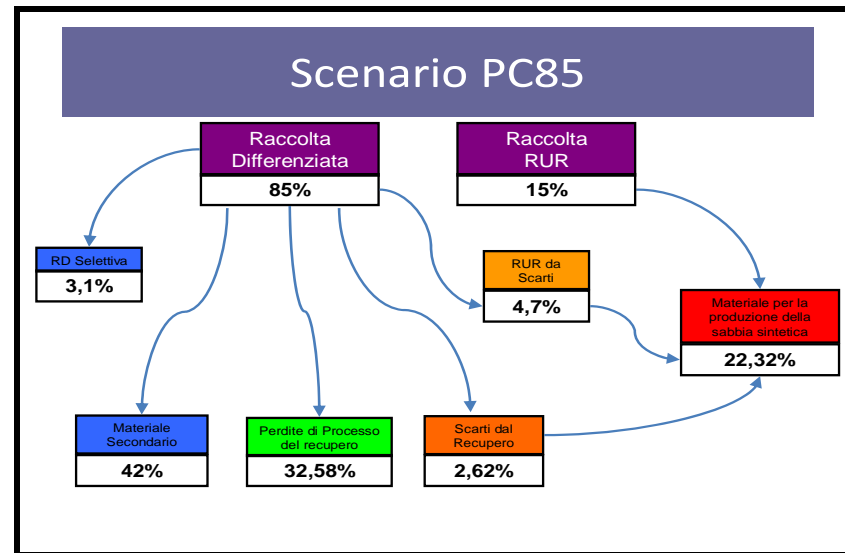 Scenario PC85
Raccolta
Differenziata
85%
Raccolta
RUR
15%
RD Selettiva
3,1%
RUR da
Scarti
4,7%
Materiale per la
produzione della
sabbia sintetica
22,32%
Materiale
Secondario
42%
Perdite di Processo
del recupero
32,58%
Scarti dal
Recupero
2,62%